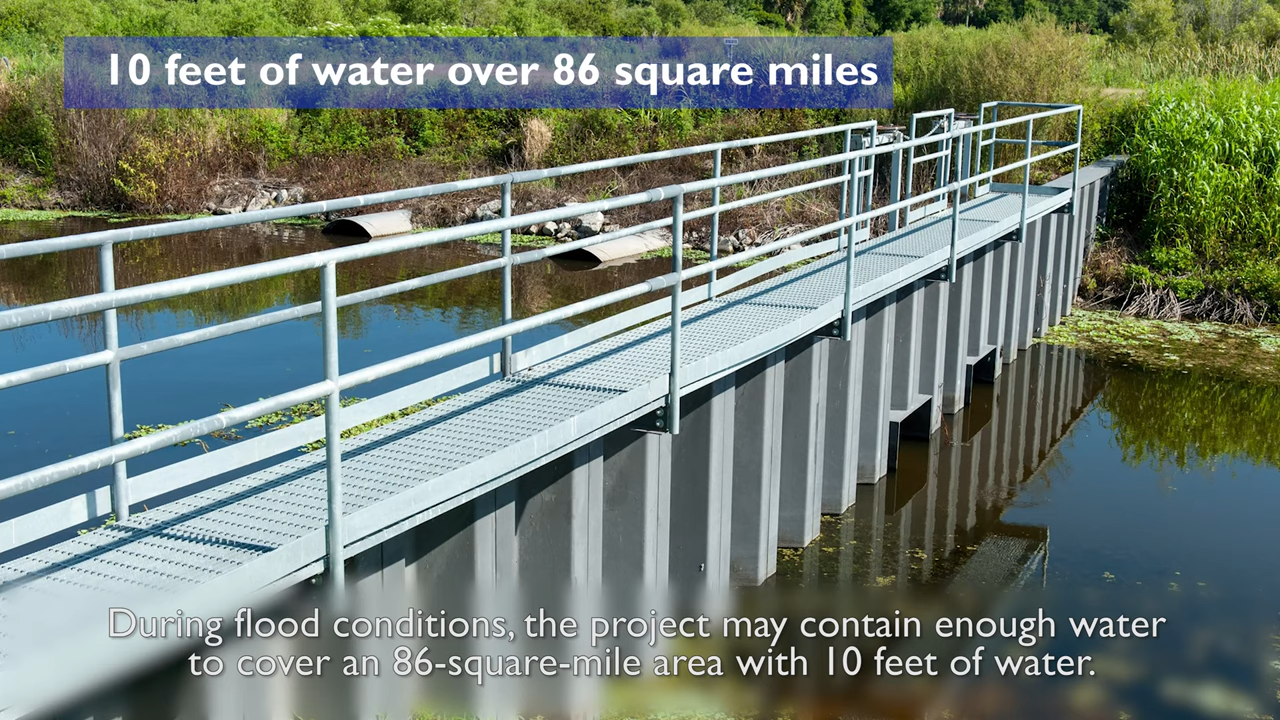 10 feet of water over 86 square miles
During flood conditions, the project may contain enough water
to cover an 86-square-mile area with 10 feet of water.